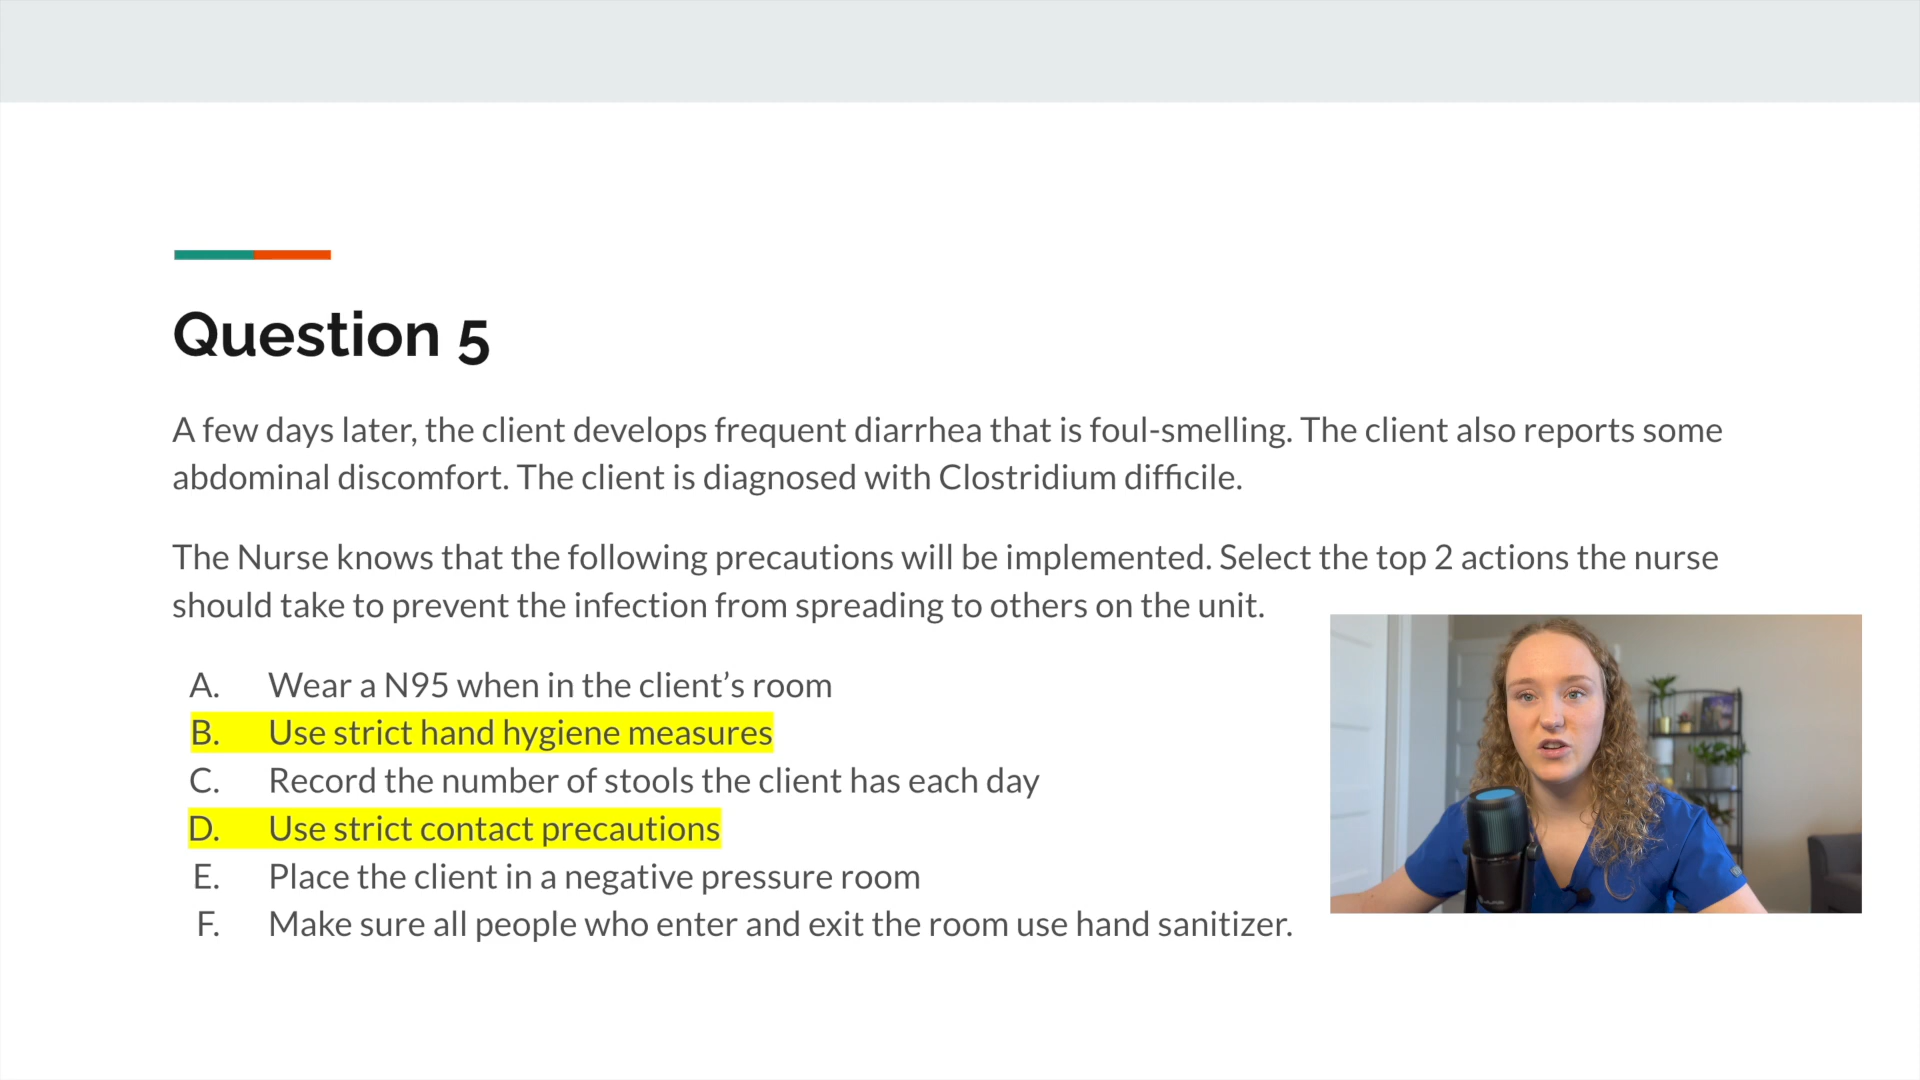 Question 5
A few days later, the client develops frequent diarrhea that is foul-smelling. The client also reports some
abdominal discomfort. The client is diagnosed with Clostridium difficile.
The Nurse knows that the following precautions will be implemented. Select the top 2 actions the nurse
should take to prevent the infection from spreading to others on the unit.
A. Wear a N95 when in the client’s room
B. Use strict hand hygiene measures
C. Record the number of stools the client has each day
D. Use strict contact precautions
E. Place the client in a negative pressure room
F. Make sure all people who enter and exit the room use hand sanitizer.